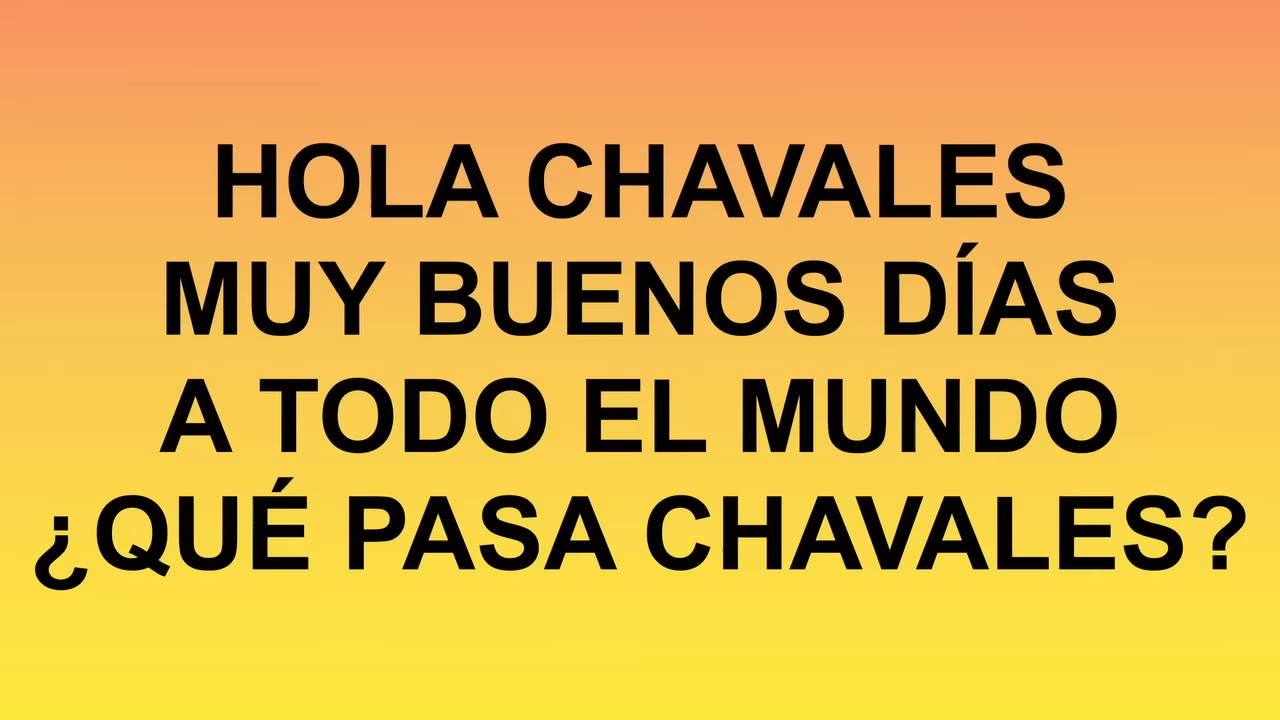 HOLA CHAVALES
MUY BUENOS DÍAS
A TODO EL MUNDO
¿QUÉ PASA CHAVALES?